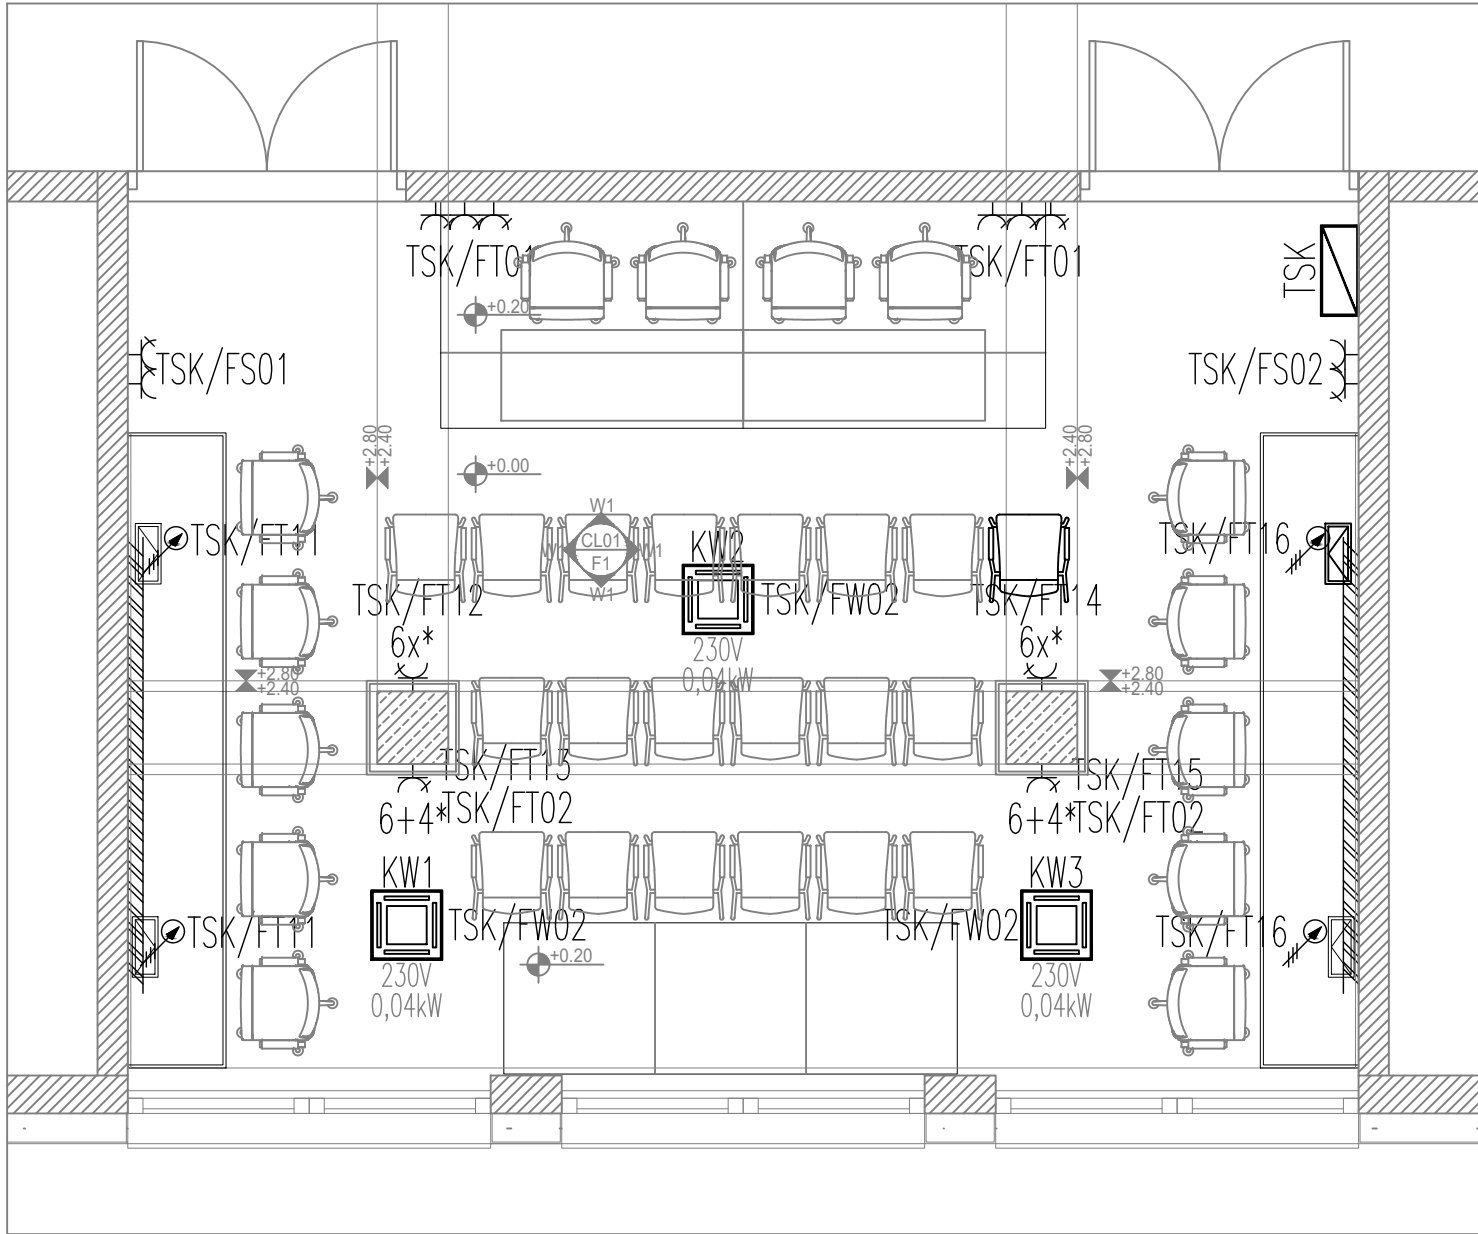 TSK/FT01
TSK/FT01
TSK
+0.20
TSK/FS01
TSK/FS02
+2.80
+2.40
+2.40
+2.80
+0.00
W1
W1
CL01
W1
F1
W1
TSK/FT11
KW2
TSK/FT16
TSK/FT12
TSK/FW02
TSK/FT14
6x*
230V
0,04kW
6x*
+2.80
+2.40
+2.80
+2.40
TSK/FT13
TSK/FT02
6+4*
TSK/FT15
TSK/FT02
6+4*
KW1
KW3
TSK/FT11
TSK/FW02
TSK/FW02
TSK/FT16
+0.20
230V
0,04kW
230V
0,04kW